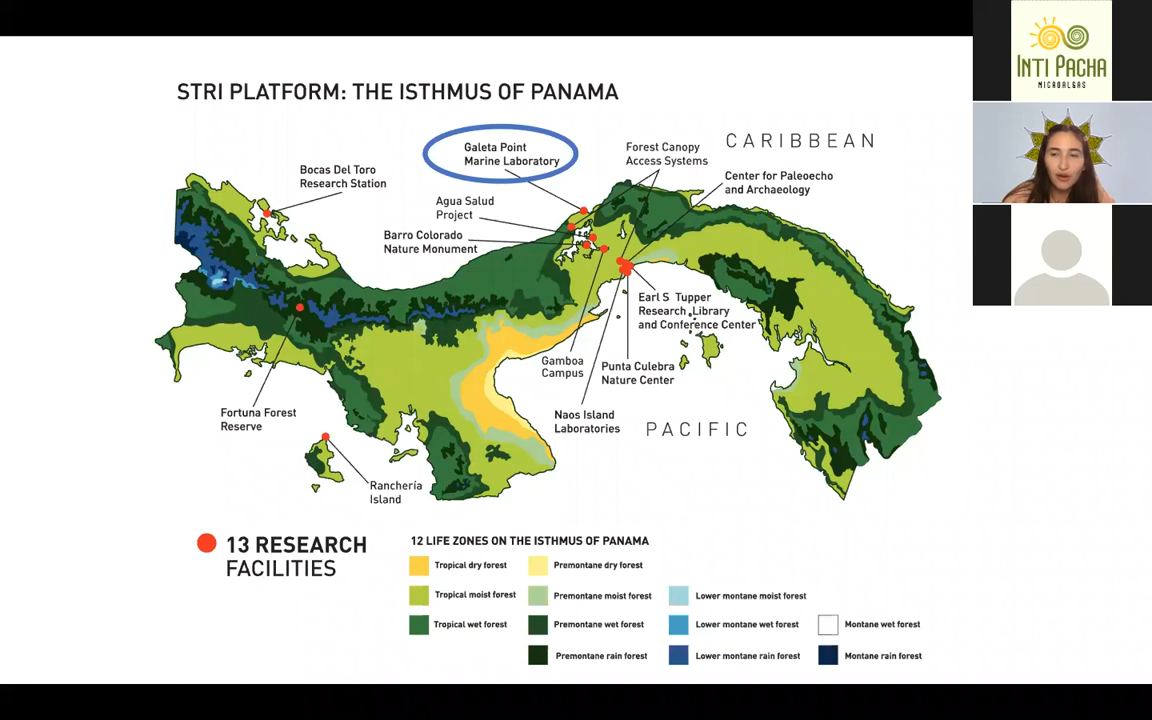 STRI PLATFORM: THE ISTHMUS OF PANAMA
INTI PACHA
MICROALGAS
CARIBBEAN
Galeta Point
Marine Laboratory
Forest Canopy
Access Systems
Bocas Del Toro
Research Station
Center for Paleoecho
and Archaeology
Agua Salud
Project
Barro Colorado
Nature Monument
Earl S Tupper
Research Library
and Conference Center
Gamboa
Campus
Punta Culebra
Nature Center
Fortuna Forest
Reserve
Naos Island
Laboratories
PACIFIC
Ranchería
Island
13 RESEARCH
FACILITIES
12 LIFE ZONES ON THE ISTHMUS OF PANAMA
Tropical dry forest
Premontane dry forest
Tropical moist forest
Premontane moist forest
Lower montane moist forest
Tropical wet forest
Premontane wet forest
Lower montane wet forest
Montane wet forest
Premontane rain forest
Lower montane rain forest
Montane rain forest